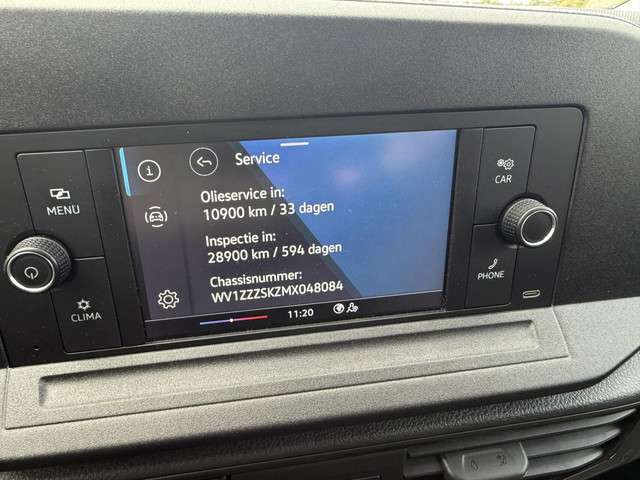 Service
Olieservice in:
10900 km / 33 dagen
Inspectie in:
28900 km / 594 dagen
Chassisnummer:
WV1ZZZSKZMX048084
11:20
MENU
CLIMA
CAR
PHONE